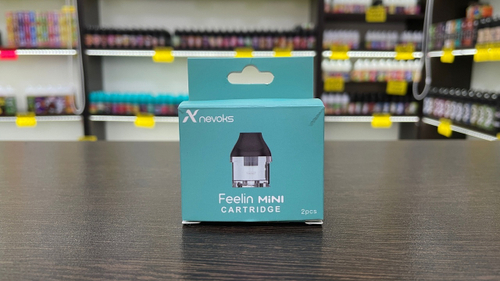 nevoks
Feelin MiNi
CARTRIDGE
2pcs